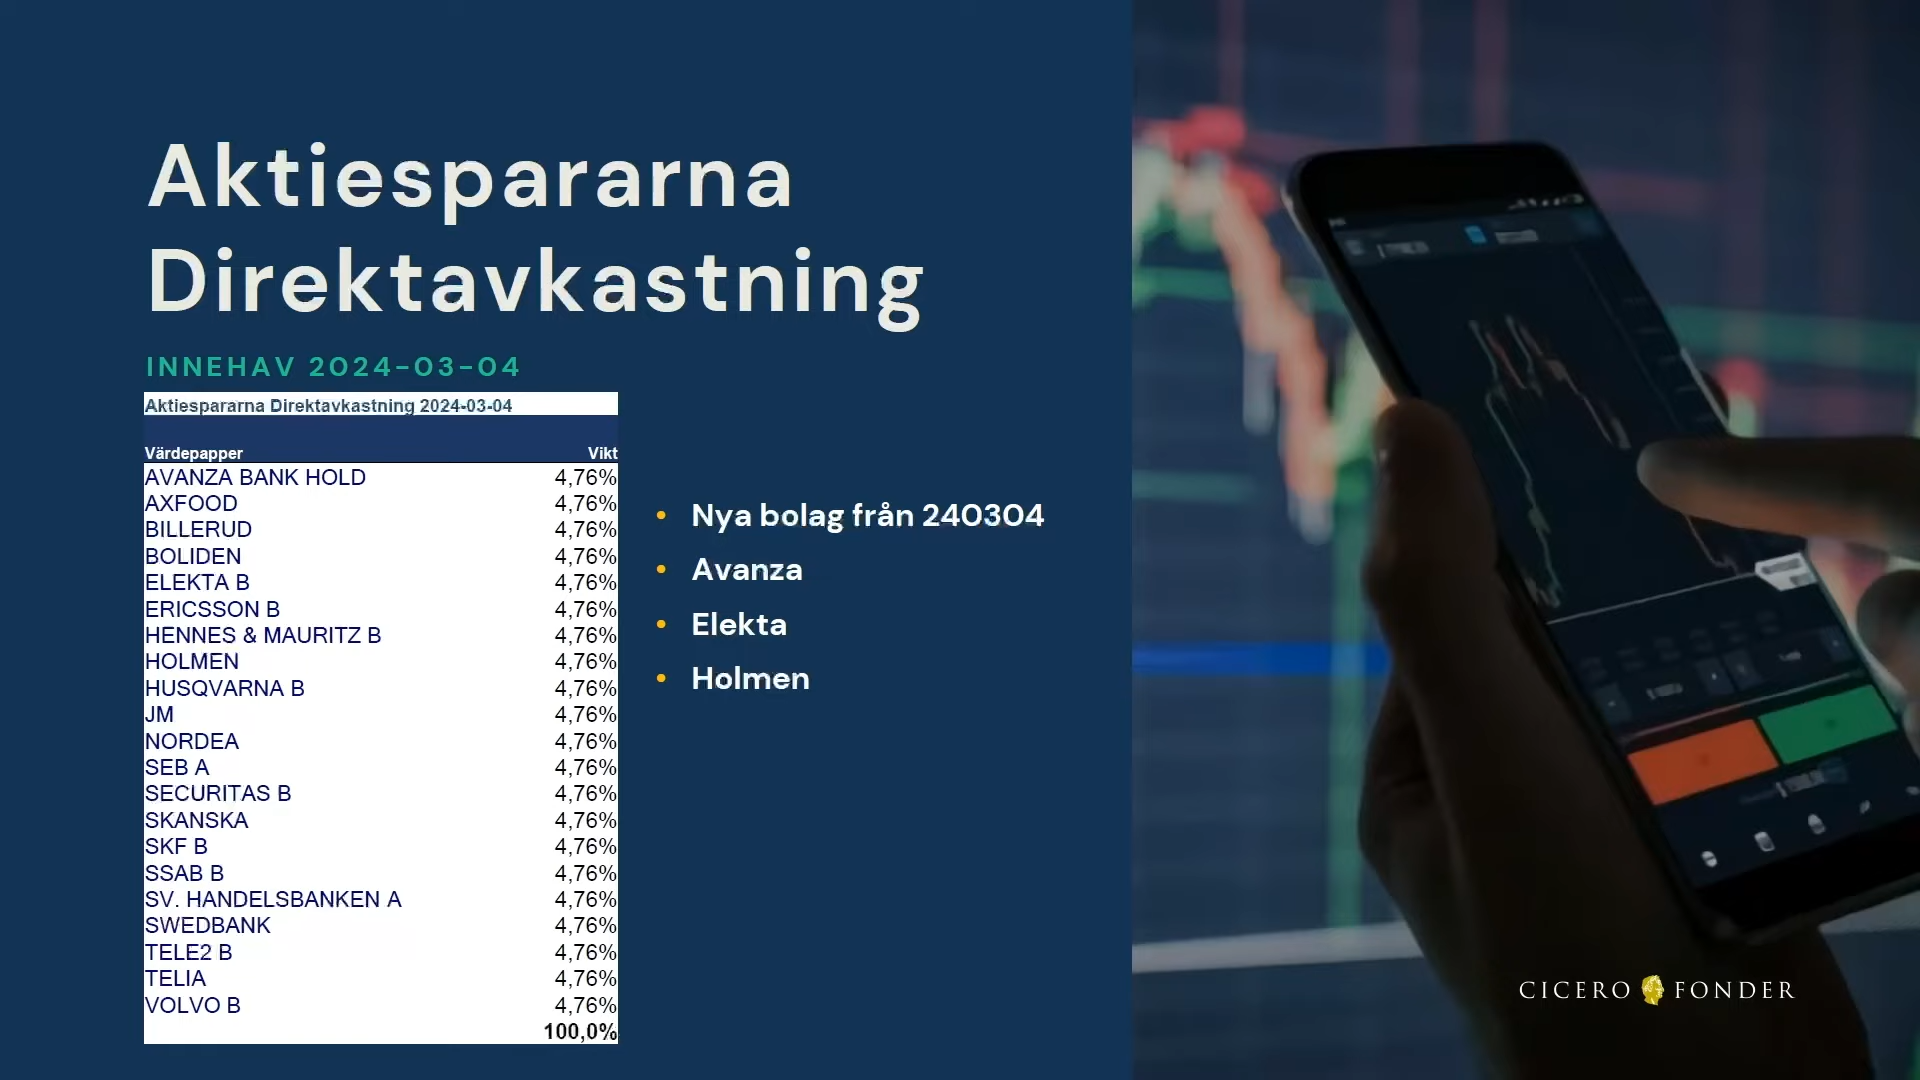 Aktiespararna
Direktavkastning
INNEHAV 2024-03-04
Aktiespararna Direktavkastning 2024-03-04
Värdepapper Vikt
AVANZA BANK HOLD 4,76%
AXFOOD 4,76%
BILLERUD 4,76%
BOLIDEN 4,76%
ELEKTA B 4,76%
ERICSSON B 4,76%
HENNES & MAURITZ B 4,76%
HOLMEN 4,76%
HUSQVARNA B 4,76%
JM 4,76%
NORDEA 4,76%
SEB A 4,76%
SECURITAS B 4,76%
SKANSKA 4,76%
SKF B 4,76%
SSAB B 4,76%
SV. HANDELSBANKEN A 4,76%
SWEDBANK 4,76%
TELE2 B 4,76%
TELIA 4,76%
VOLVO B 4,76%
100,0%
• Nya bolag från 240304
• Avanza
• Elekta
• Holmen
CICERO FONDER